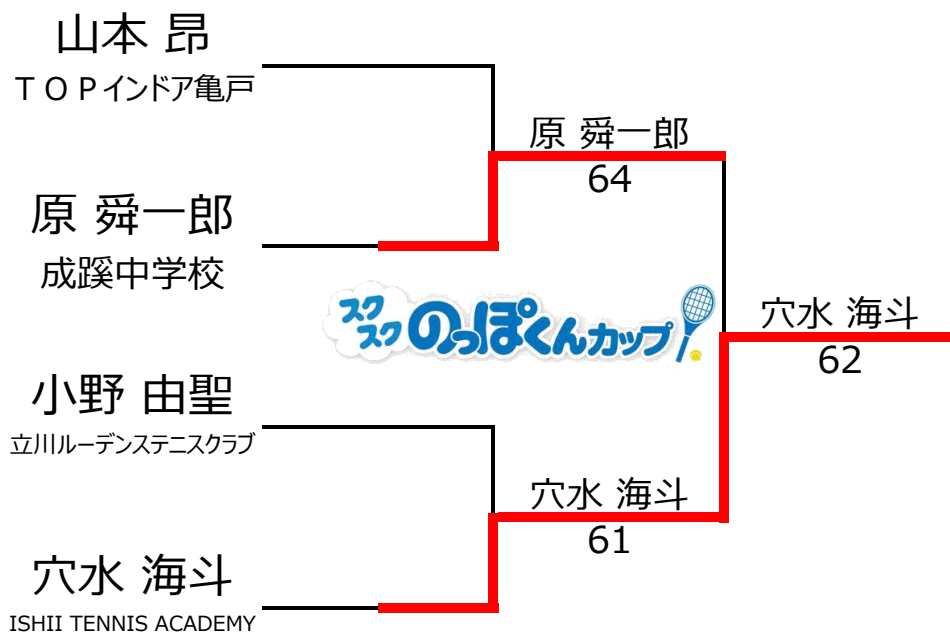 山本 昂
ＴＯＰインドア亀戸
原 舜一郎
64
原 舜一郎
成蹊中学校
スクスクのっぽくんカップ
穴水 海斗
62
小野 由聖
立川ルーデンステニスクラブ
穴水 海斗
61
穴水 海斗
ISHII TENNIS ACADEMY